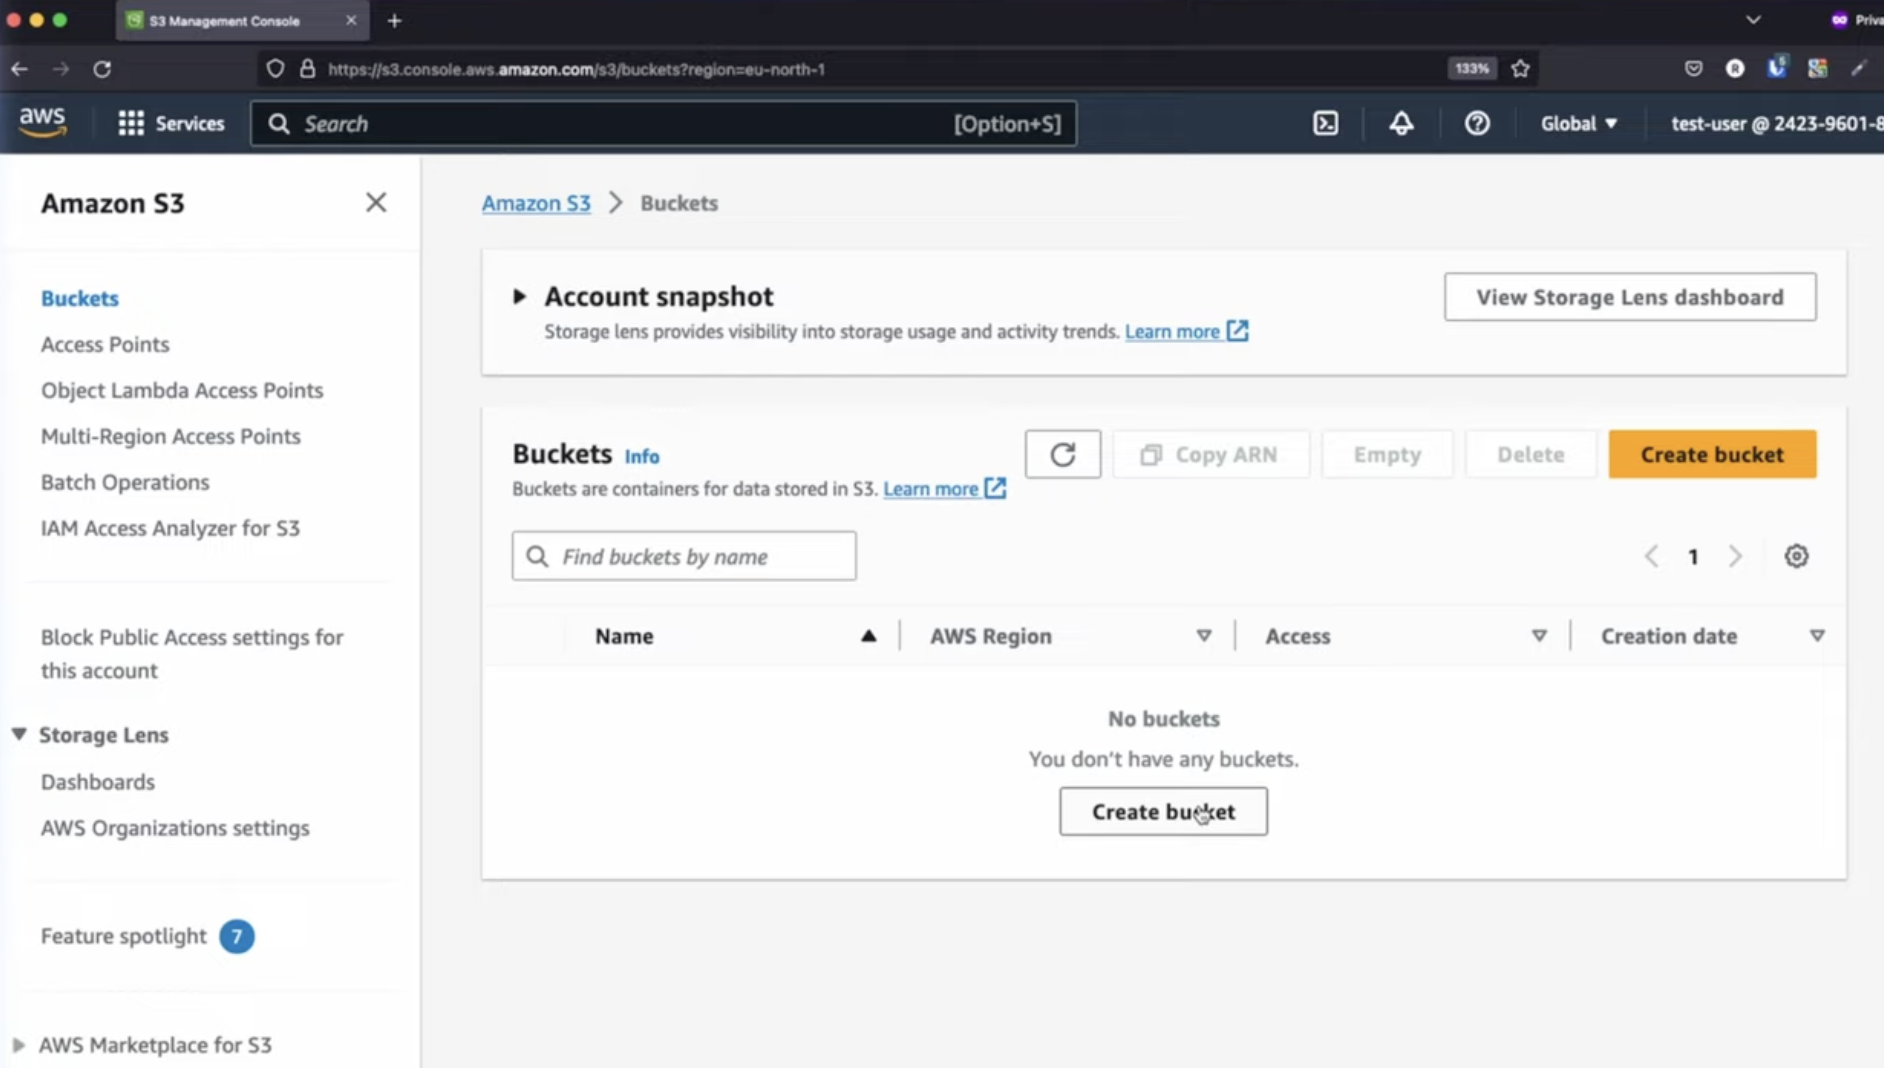 S3 Management Console
https://s3.console.aws.amazon.com/s3/buckets?region=eu-north-1
133%
aws
Services
Search
[Option+S]
Global
test-user @ 2423-9601-8
Amazon S3
Buckets
Access Points
Object Lambda Access Points
Multi-Region Access Points
Batch Operations
IAM Access Analyzer for S3
Block Public Access settings for
this account
Storage Lens
Dashboards
AWS Organizations settings
Feature spotlight 7
AWS Marketplace for S3
Amazon S3 > Buckets
Account snapshot
Storage lens provides visibility into storage usage and activity trends. Learn more
View Storage Lens dashboard
Buckets Info
Buckets are containers for data stored in S3. Learn more
Copy ARN
Empty
Delete
Create bucket
Find buckets by name
1
Name
AWS Region
Access
Creation date
No buckets
You don't have any buckets.
Create bucket